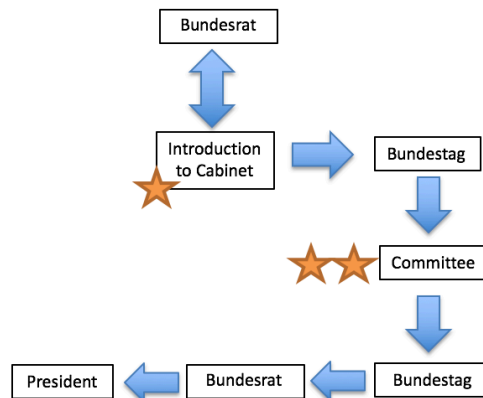 Bundesrat
Introduction
to Cabinet
Bundestag
Committee
President
Bundesrat
Bundestag